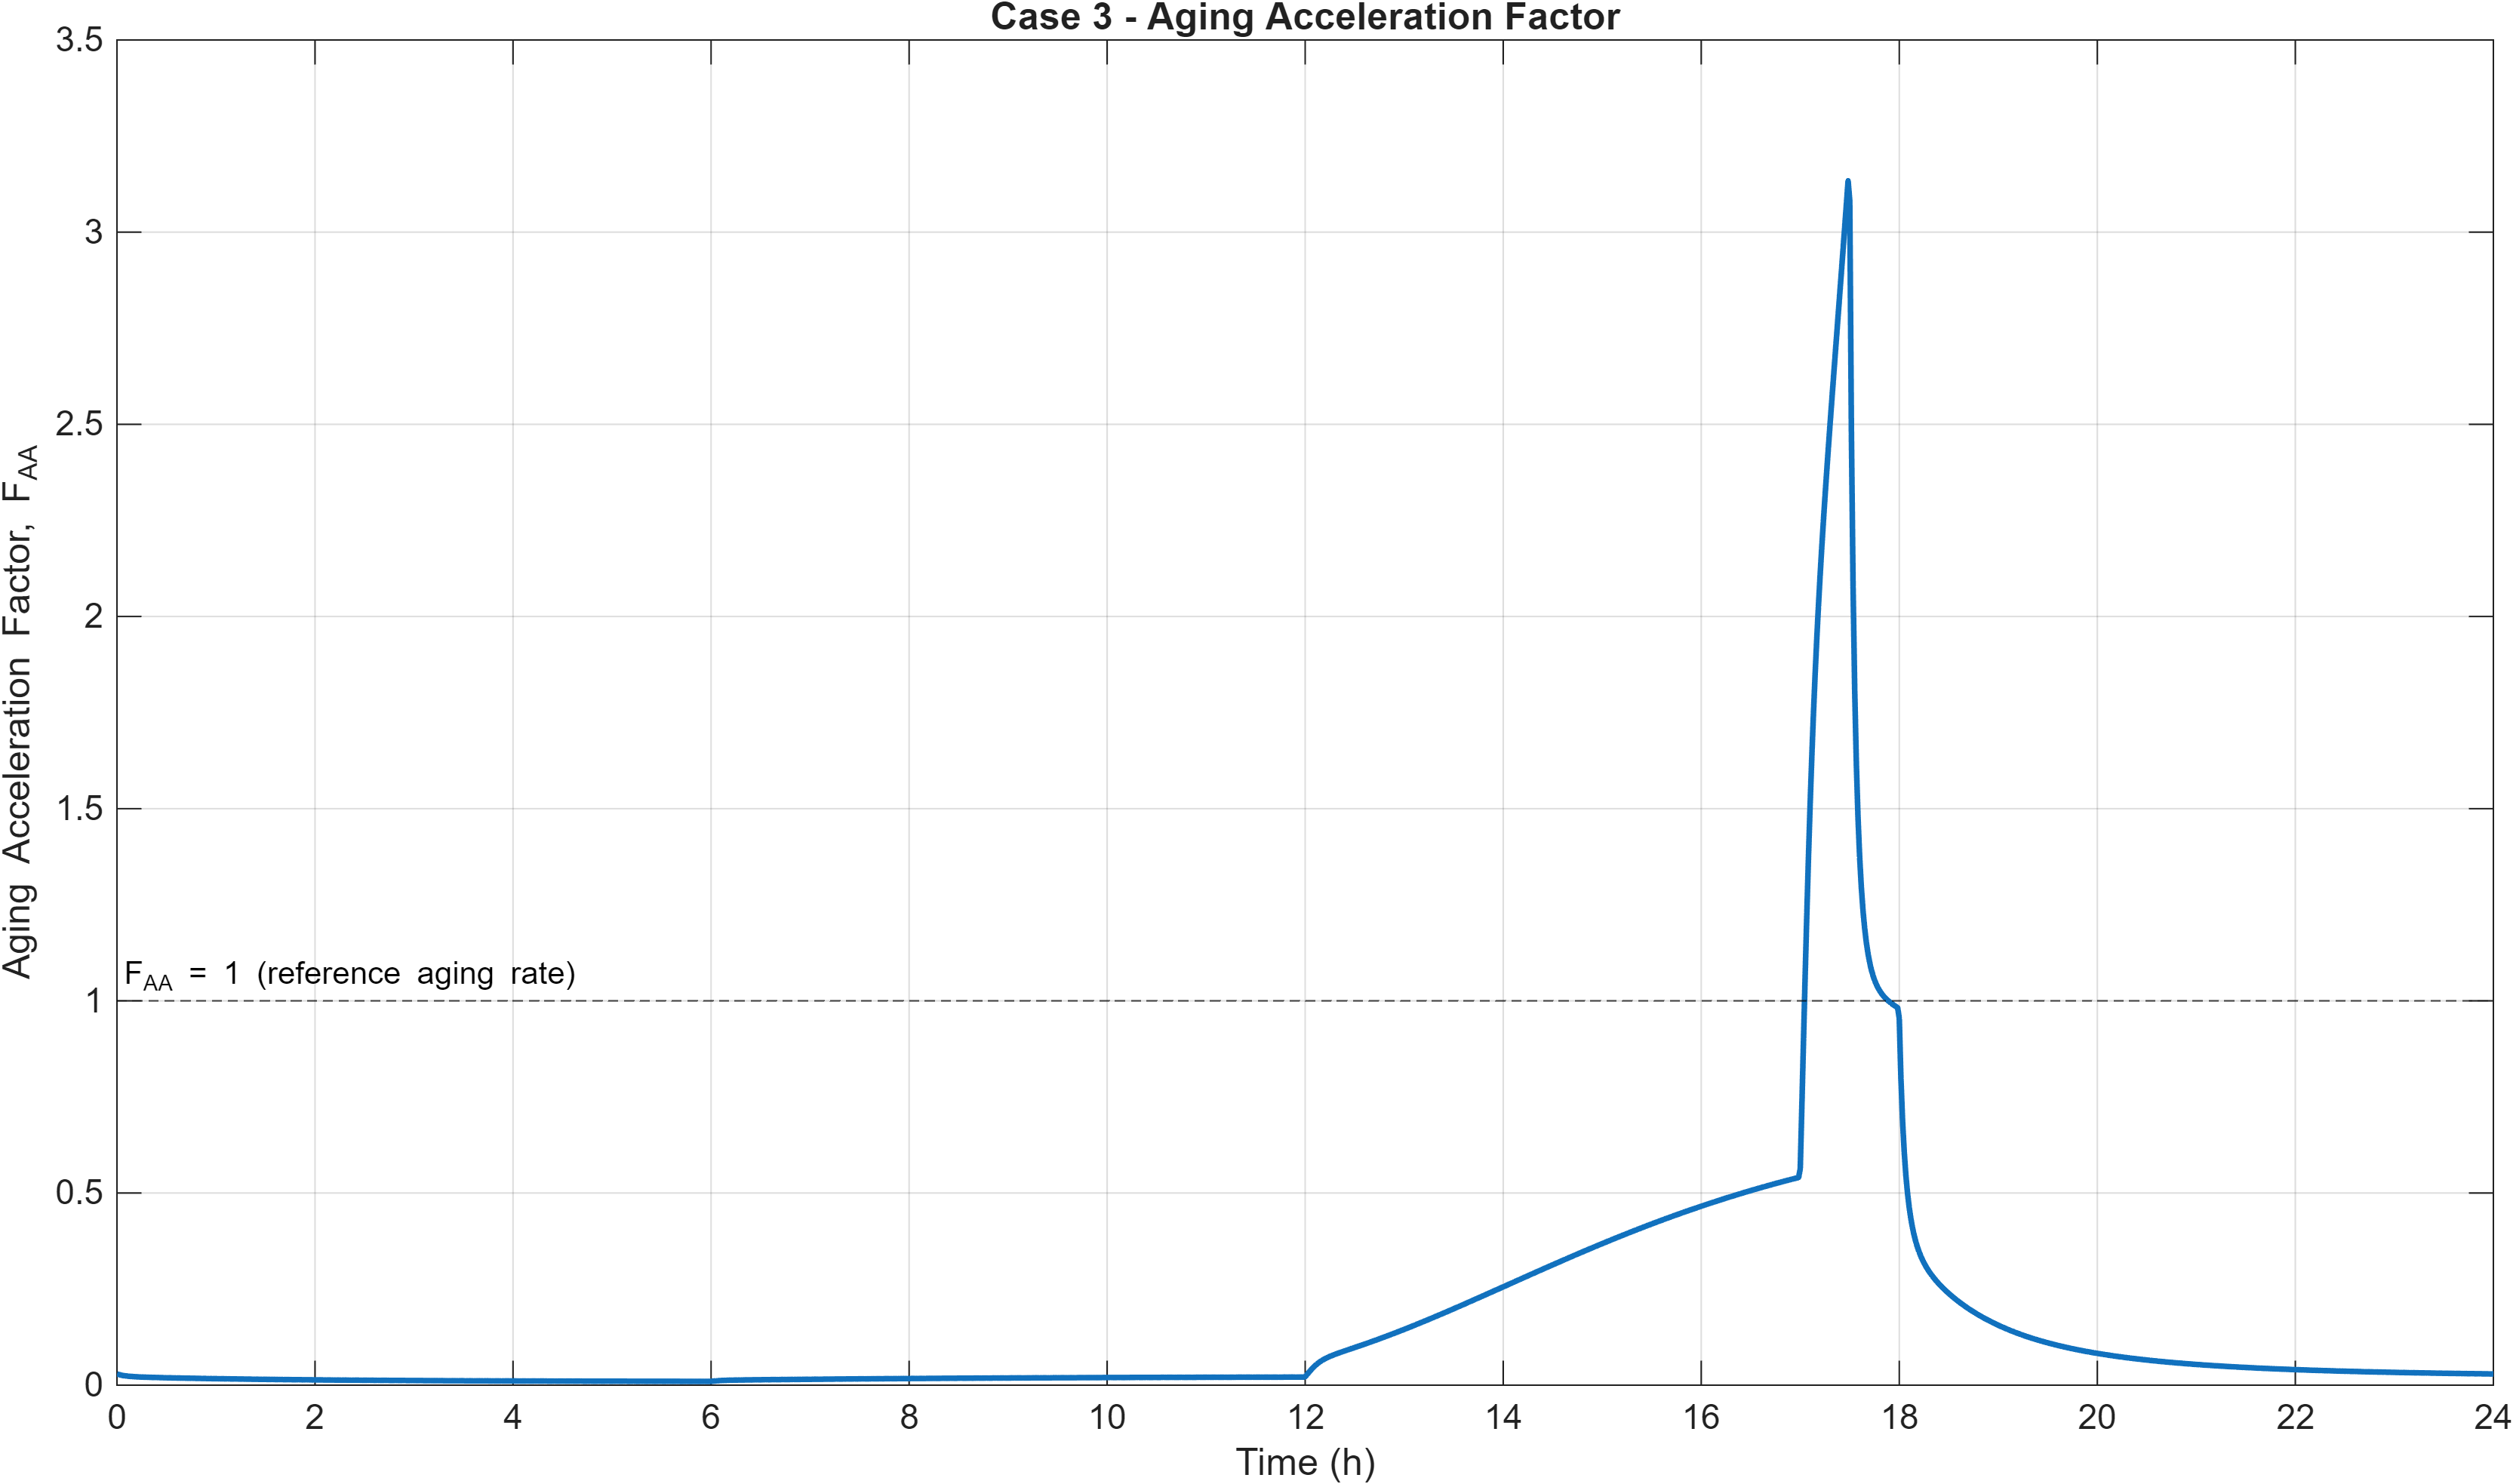 Case 3 - Aging Acceleration Factor
Aging Acceleration Factor, F_AA
3.5
3
2.5
2
1.5
1
0.5
0
F_AA = 1 (reference aging rate)
0 2 4 6 8 10 12 14 16 18 20 22 24
Time (h)